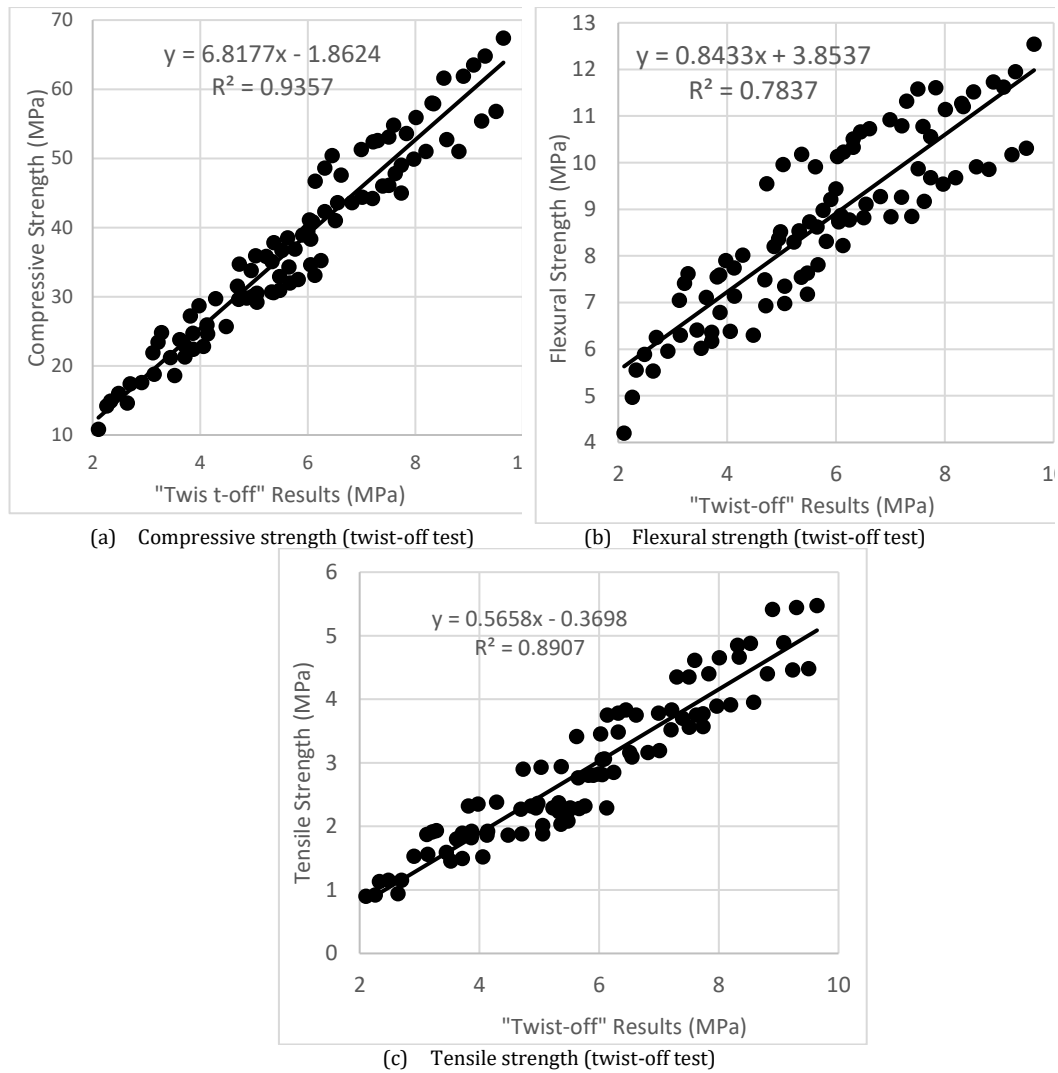 70
60
50
40
30
20
10
Compressive Strength (MPa)
y = 6.8177x - 1.8624
R² = 0.9357
2 4 6 8 1
"Twis t-off" Results (MPa)
(a) Compressive strength (twist-off test)
13
12
11
10
9
8
7
6
5
4
Flexural Strength (MPa)
y = 0.8433x + 3.8537
R² = 0.7837
2 4 6 8 10
"Twist-off" Results (MPa)
(b) Flexural strength (twist-off test)
6
5
4
3
2
1
0
Tensile Strength (MPa)
y = 0.5658x - 0.3698
R² = 0.8907
2 4 6 8 10
"Twist-off" Results (MPa)
(c) Tensile strength (twist-off test)